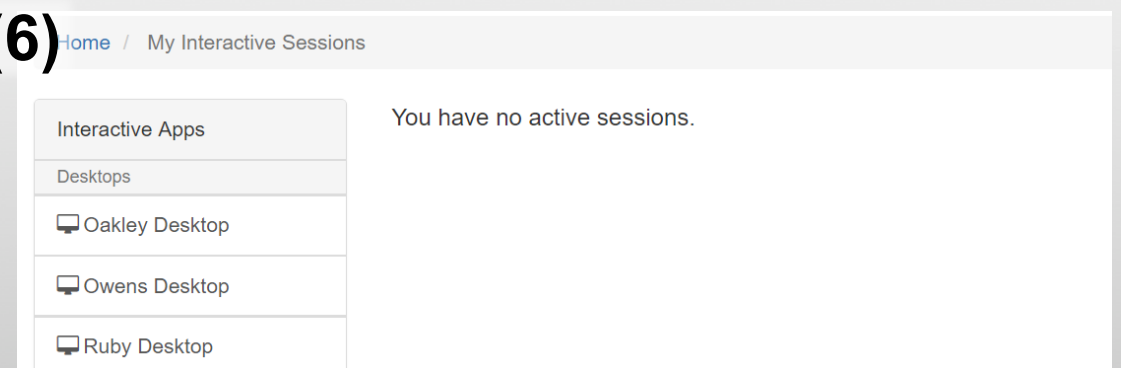 (6)
Home / My Interactive Sessions
Interactive Apps
Desktops
Oakley Desktop
Owens Desktop
Ruby Desktop
You have no active sessions.